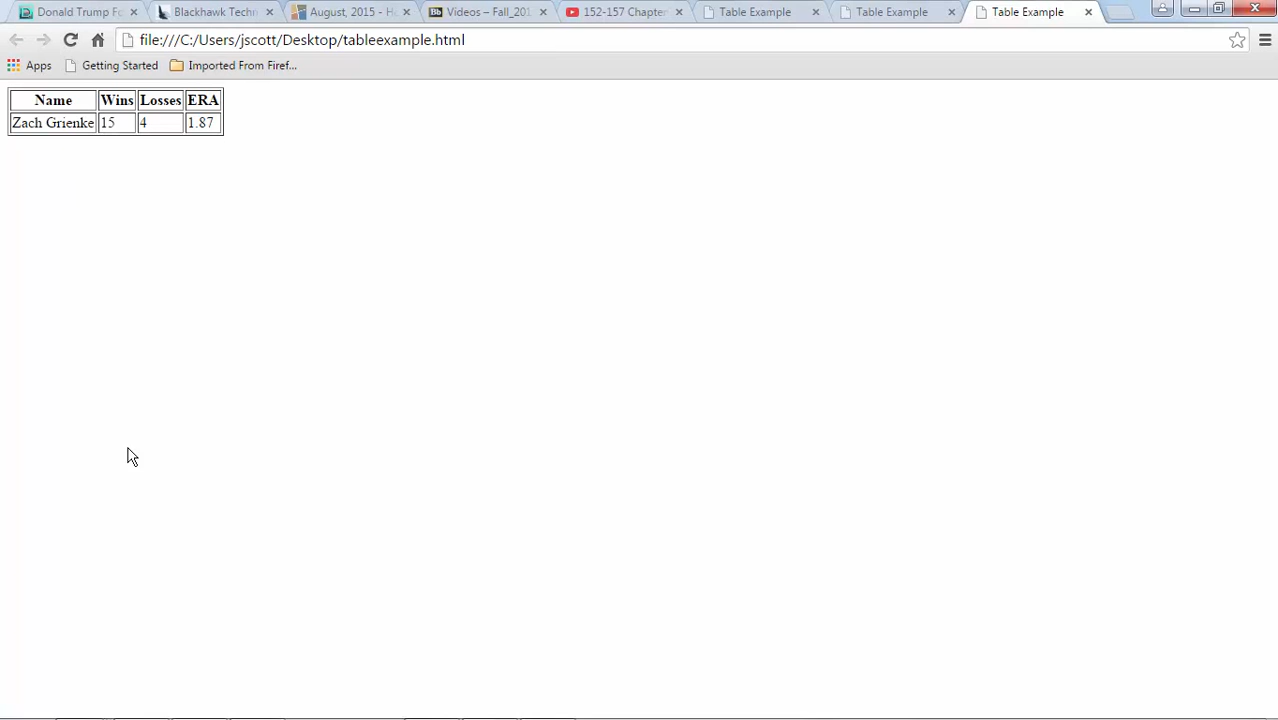 Donald Trump Fo
Blackhawk Techn
August, 2015 - H
Bb Videos – Fall_201
152-157 Chapter
Table Example
Table Example
Table Example
file:///C:/Users/jscott/Desktop/tableexample.html
Apps Getting Started Imported From Firef...
Name Wins Losses ERA
Zach Grienke 15 4 1.87